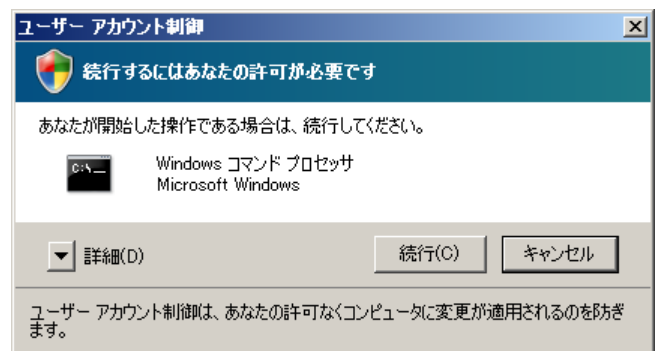 ユーザー アカウント制御
続行するにはあなたの許可が必要です
あなたが開始した操作である場合は、続行してください。
C:\_
Windows コマンド プロセッサ
Microsoft Windows
詳細(D)
続行(C)
キャンセル
ユーザー アカウント制御は、あなたの許可なくコンピュータに変更が適用されるのを防ぎ
ます。